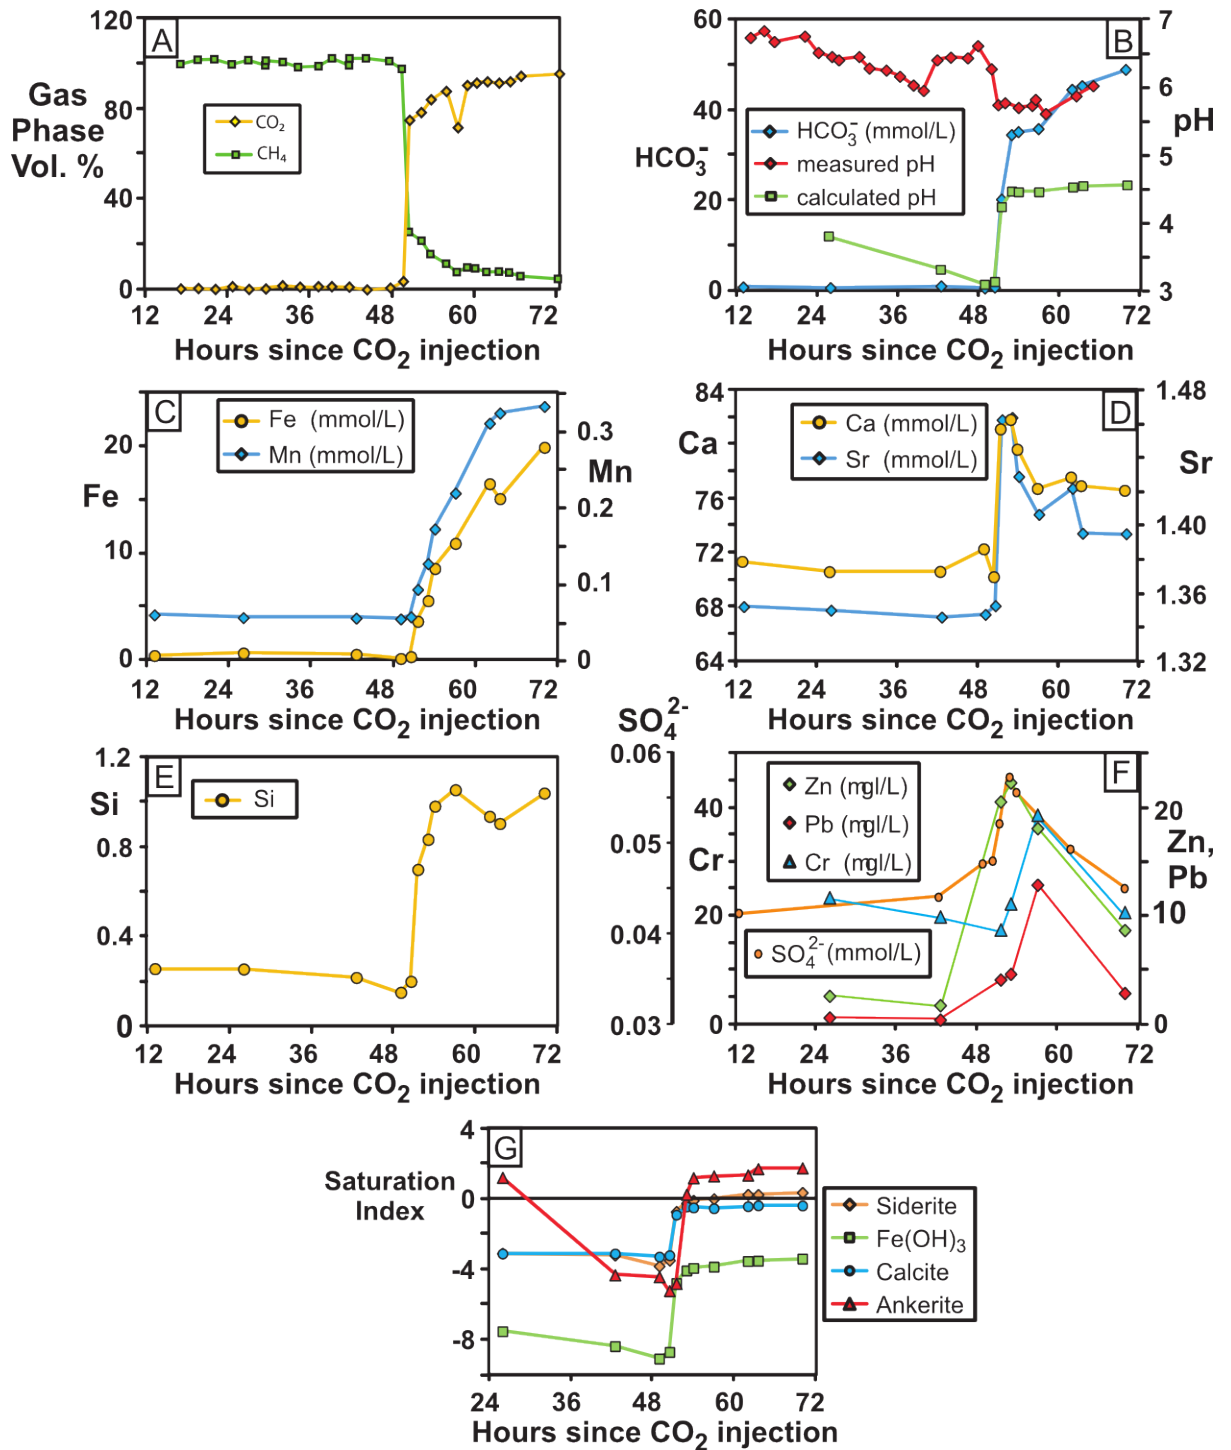 A
120
80
40
0
Gas
Phase
Vol. %
CO₂
CH₄
12 24 36 48 60 72
Hours since CO₂ injection
B
60
40
20
0
HCO₃⁻
HCO₃⁻ (mmol/L)
measured pH
calculated pH
7
6
5
4
3
pH
12 24 36 48 60 72
Hours since CO₂ injection
C
20
10
0
Fe
Fe (mmol/L)
Mn (mmol/L)
0.3
0.2
0.1
0
Mn
12 24 36 48 60 72
Hours since CO₂ injection
D
84
80
76
72
68
64
Ca
Ca (mmol/L)
Sr (mmol/L)
1.48
1.44
1.40
1.36
1.32
Sr
12 24 36 48 60 72
Hours since CO₂ injection
E
1.2
0.8
0.4
0
Si
Si
12 24 36 48 60 72
Hours since CO₂ injection
SO₄²⁻
0.06
0.05
0.04
0.03
F
40
20
0
Cr
Zn (mgl/L)
Pb (mgl/L)
Cr (mgl/L)
SO₄²⁻ (mmol/L)
20
10
0
Zn,
Pb
12 24 36 48 60 72
Hours since CO₂ injection
G
4
0
-4
-8
Saturation
Index
Siderite
Fe(OH)₃
Calcite
Ankerite
24 36 48 60 72
Hours since CO₂ injection